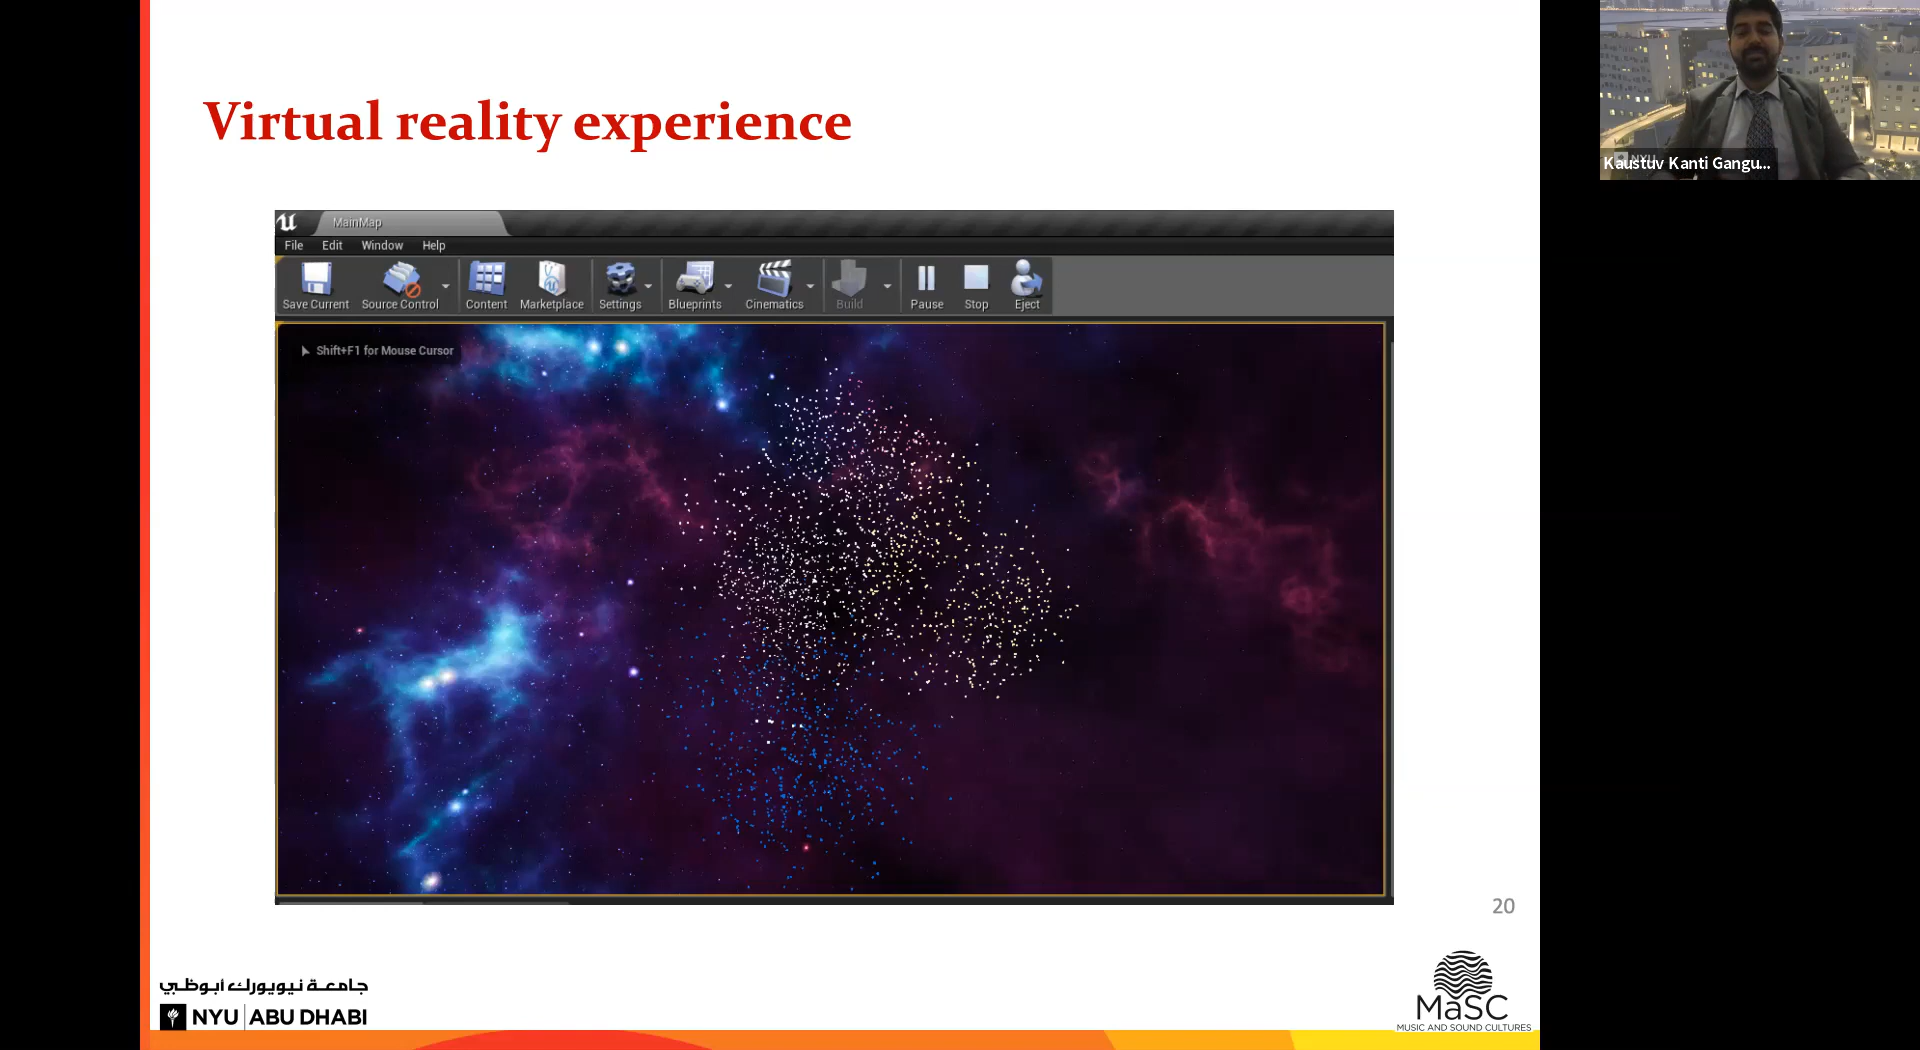 Virtual reality experience
MainMap
File Edit Window Help
Save Current Source Control Content Marketplace Settings Blueprints Cinematics Build Pause Stop Eject
Shift+F1 for Mouse Cursor
Kaustuv Kanti Gangu...
NYU
20
جامعة نيويورك أبوظبي
NYU ABU DHABI
MaSC
MUSIC AND SOUND CULTURES